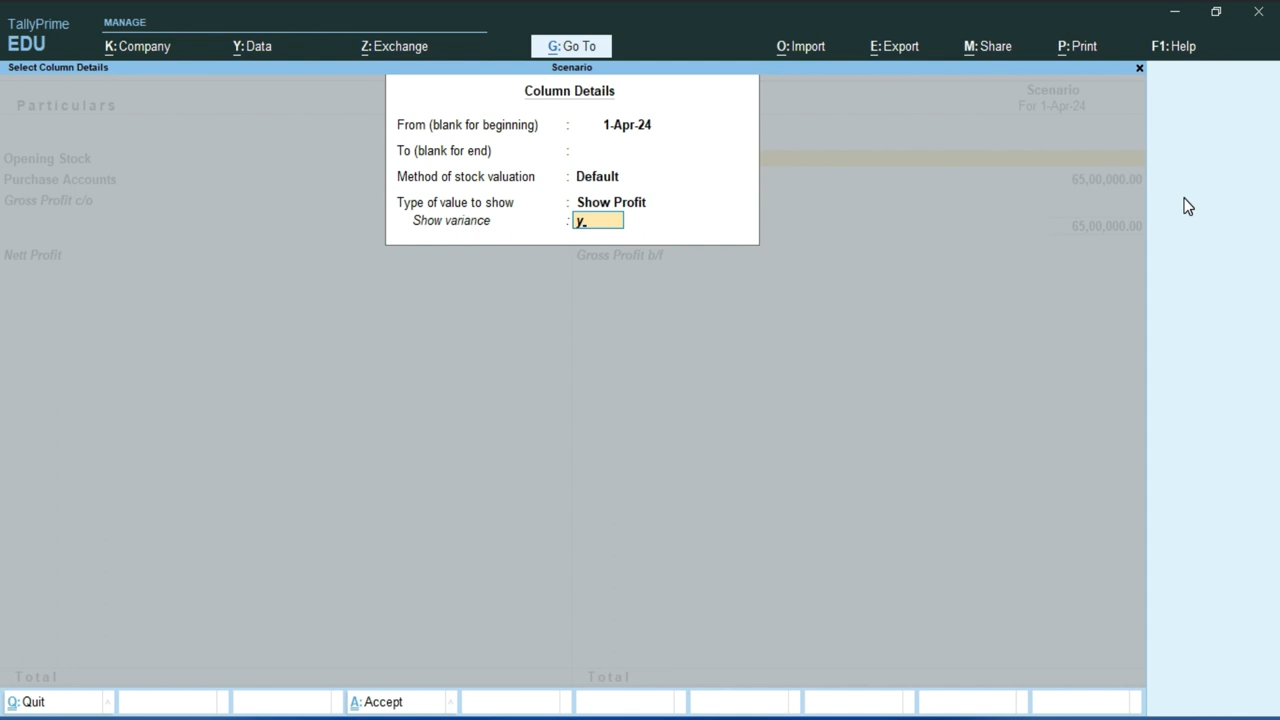 TallyPrime
EDU
MANAGE
K: Company
Y: Data
Z: Exchange
G: Go To
O: Import
E: Export
M: Share
P: Print
F1: Help
Select Column Details
Scenario
x
Column Details
From (blank for beginning) : 1-Apr-24
To (blank for end) :
Method of stock valuation : Default
Type of value to show : Show Profit
Show variance : y
Particulars
Scenario
For 1-Apr-24
Opening Stock
Purchase Accounts
65,00,000.00
Gross Profit c/o
65,00,000.00
Nett Profit
Gross Profit b/f
Total
Total
Q: Quit
A: Accept